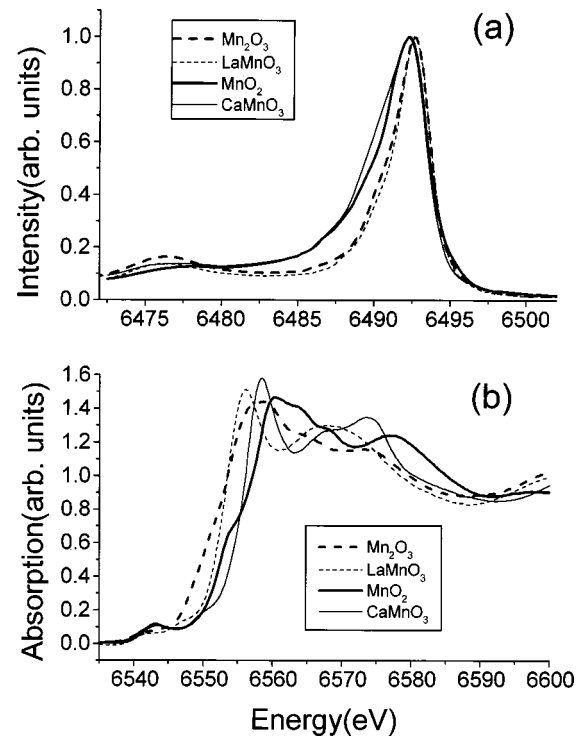 (a)
Mn₂O₃
LaMnO₃
MnO₂
CaMnO₃
Intensity(arb. units)
1.0
0.8
0.6
0.4
0.2
0.0
6475 6480 6485 6490 6495 6500
(b)
1.6
1.4
1.2
1.0
0.8
0.6
0.4
0.2
0.0
Absorption(arb. units)
Mn₂O₃
LaMnO₃
MnO₂
CaMnO₃
6540 6550 6560 6570 6580 6590 6600
Energy(eV)